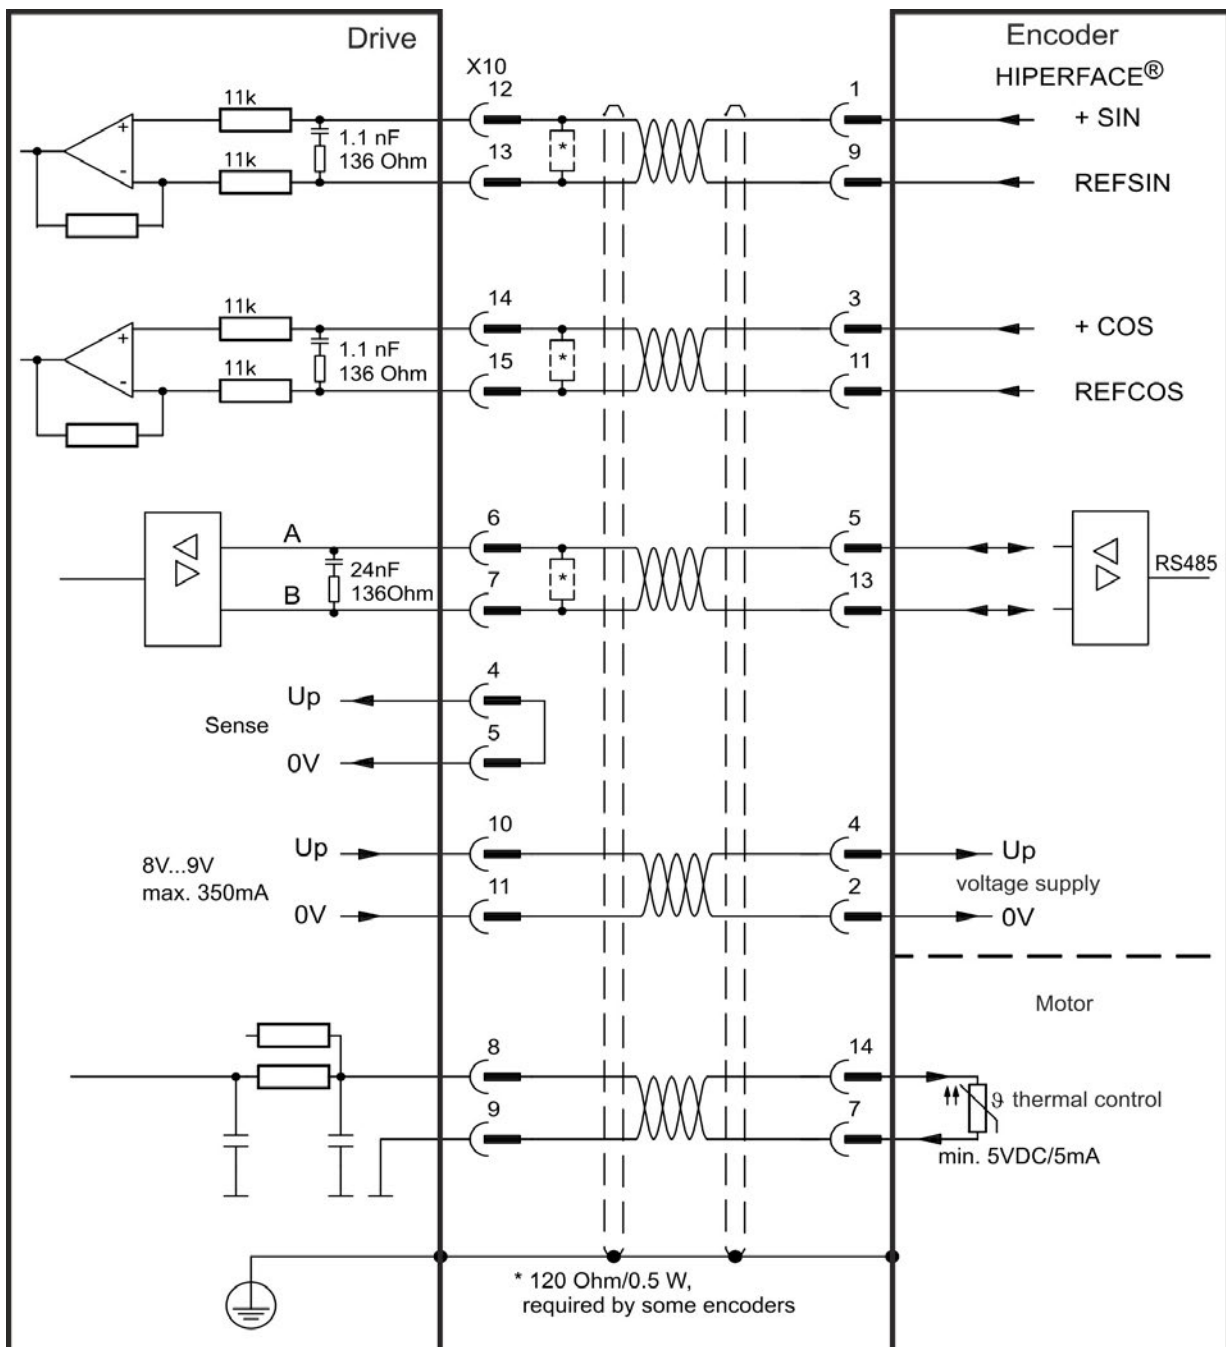 Drive
Encoder
HIPERFACE®
X10
12
1
11k
+
1.1 nF
136 Ohm
*
+ SIN
13
9
11k
-
REFSIN
14
3
11k
+
1.1 nF
136 Ohm
*
+ COS
15
11
11k
-
REFCOS
6
5
A
24nF
136Ohm
*
RS485
7
13
B
4
Up
Sense
5
0V
10
4
Up
Up
8V...9V
max. 350mA
voltage supply
11
2
0V
0V
Motor
8
14
ϑ thermal control
9
7
min. 5VDC/5mA
* 120 Ohm/0.5 W,
required by some encoders